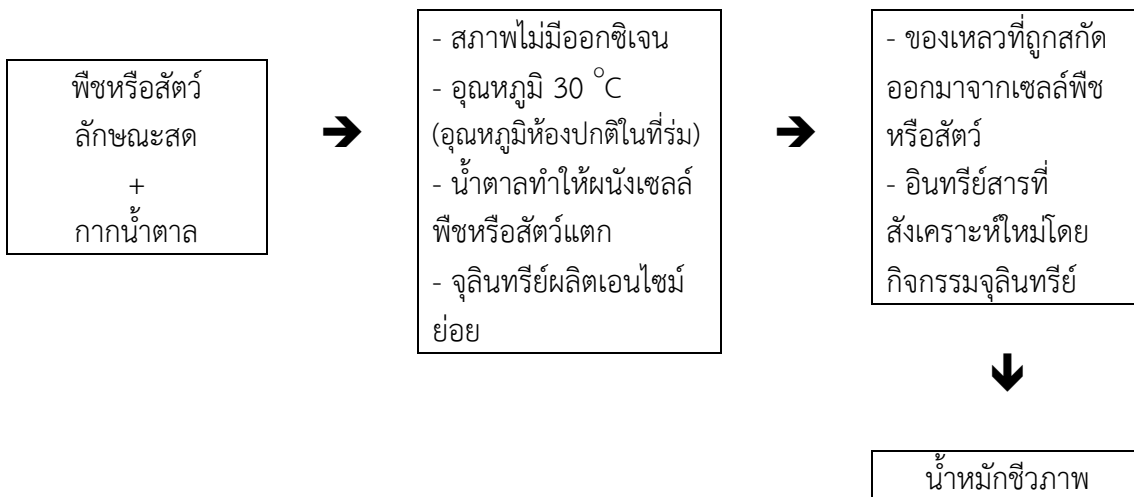 พืชหรือสัตว์
ลักษณะสด
+
กากน้ำตาล
- สภาพไม่มีออกซิเจน
- อุณหภูมิ 30 °C
(อุณหภูมิห้องปกติในที่ร่ม)
- น้ำตาลทำให้ผนังเซลล์
พืชหรือสัตว์แตก
- จุลินทรีย์ผลิตเอนไซม์
ย่อย
- ของเหลวที่ถูกสกัด
ออกมาจากเซลล์พืช
หรือสัตว์
- อินทรีย์สารที่
สังเคราะห์ใหม่โดย
กิจกรรมจุลินทรีย์
น้ำหมักชีวภาพ